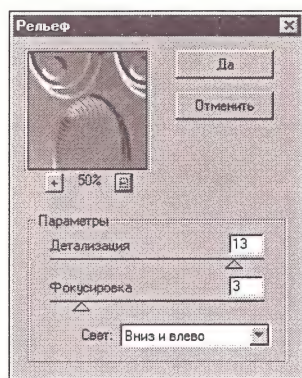 Рельеф
Да
Отменить
+ 50%
Параметры
Детализация 13
Фокусировка 3
Свет: Вниз и влево